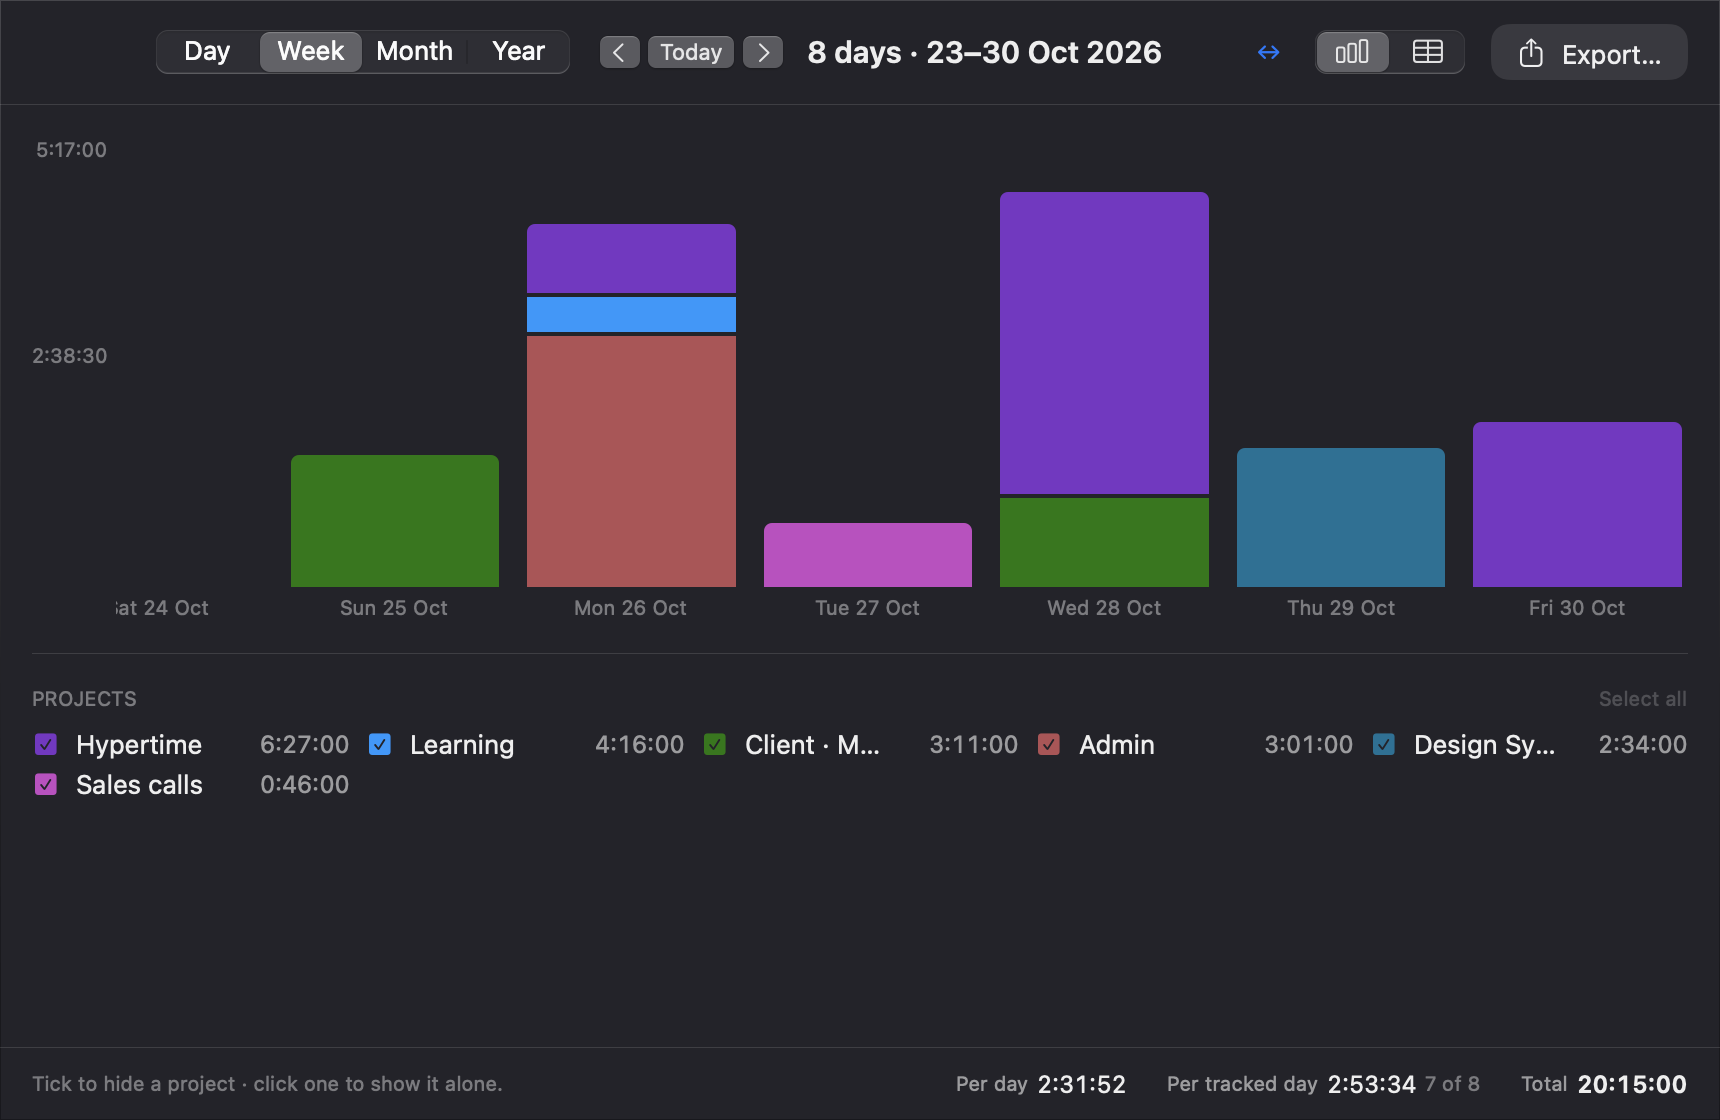 Day Week Month Year Today 8 days · 23–30 Oct 2026 Export...
5:17:00
2:38:30
at 24 Oct Sun 25 Oct Mon 26 Oct Tue 27 Oct Wed 28 Oct Thu 29 Oct Fri 30 Oct
PROJECTS Select all
Hypertime 6:27:00 Learning 4:16:00 Client · M... 3:11:00 Admin 3:01:00 Design Sy... 2:34:00
Sales calls 0:46:00
Tick to hide a project · click one to show it alone. Per day 2:31:52 Per tracked day 2:53:34 7 of 8 Total 20:15:00